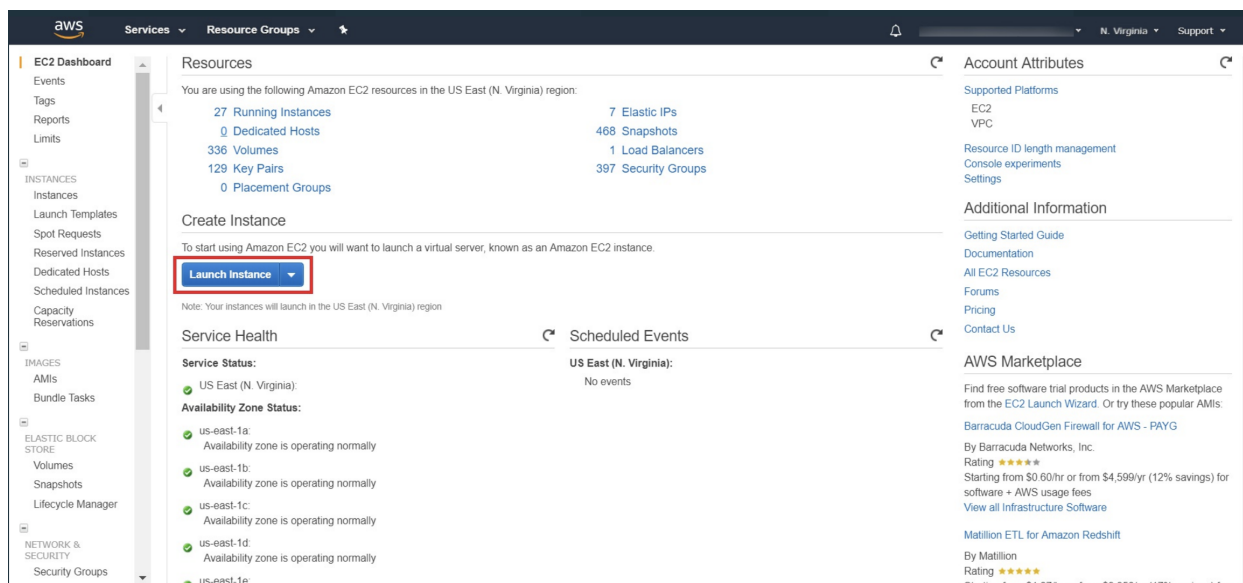 aws
Services
Resource Groups
N. Virginia
Support
EC2 Dashboard
Events
Tags
Reports
Limits
INSTANCES
Instances
Launch Templates
Spot Requests
Reserved Instances
Dedicated Hosts
Scheduled Instances
Capacity
Reservations
IMAGES
AMIs
Bundle Tasks
ELASTIC BLOCK
STORE
Volumes
Snapshots
Lifecycle Manager
NETWORK &
SECURITY
Security Groups
Resources
You are using the following Amazon EC2 resources in the US East (N. Virginia) region:
27 Running Instances
7 Elastic IPs
0 Dedicated Hosts
468 Snapshots
336 Volumes
1 Load Balancers
129 Key Pairs
397 Security Groups
0 Placement Groups
Create Instance
To start using Amazon EC2 you will want to launch a virtual server, known as an Amazon EC2 instance.
Launch Instance
Note: Your instances will launch in the US East (N. Virginia) region
Service Health
Service Status:
US East (N. Virginia):
Availability Zone Status:
us-east-1a:
Availability zone is operating normally
us-east-1b:
Availability zone is operating normally
us-east-1c:
Availability zone is operating normally
us-east-1d:
Availability zone is operating normally
us-east-1e:
Scheduled Events
US East (N. Virginia):
No events
Account Attributes
Supported Platforms
EC2
VPC
Resource ID length management
Console experiments
Settings
Additional Information
Getting Started Guide
Documentation
All EC2 Resources
Forums
Pricing
Contact Us
AWS Marketplace
Find free software trial products in the AWS Marketplace
from the EC2 Launch Wizard. Or try these popular AMIs:
Barracuda CloudGen Firewall for AWS - PAYG
By Barracuda Networks, Inc.
Rating
Starting from $0.60/hr or from $4,599/yr (12% savings) for
software + AWS usage fees
View all Infrastructure Software
Matillion ETL for Amazon Redshift
By Matillion
Rating